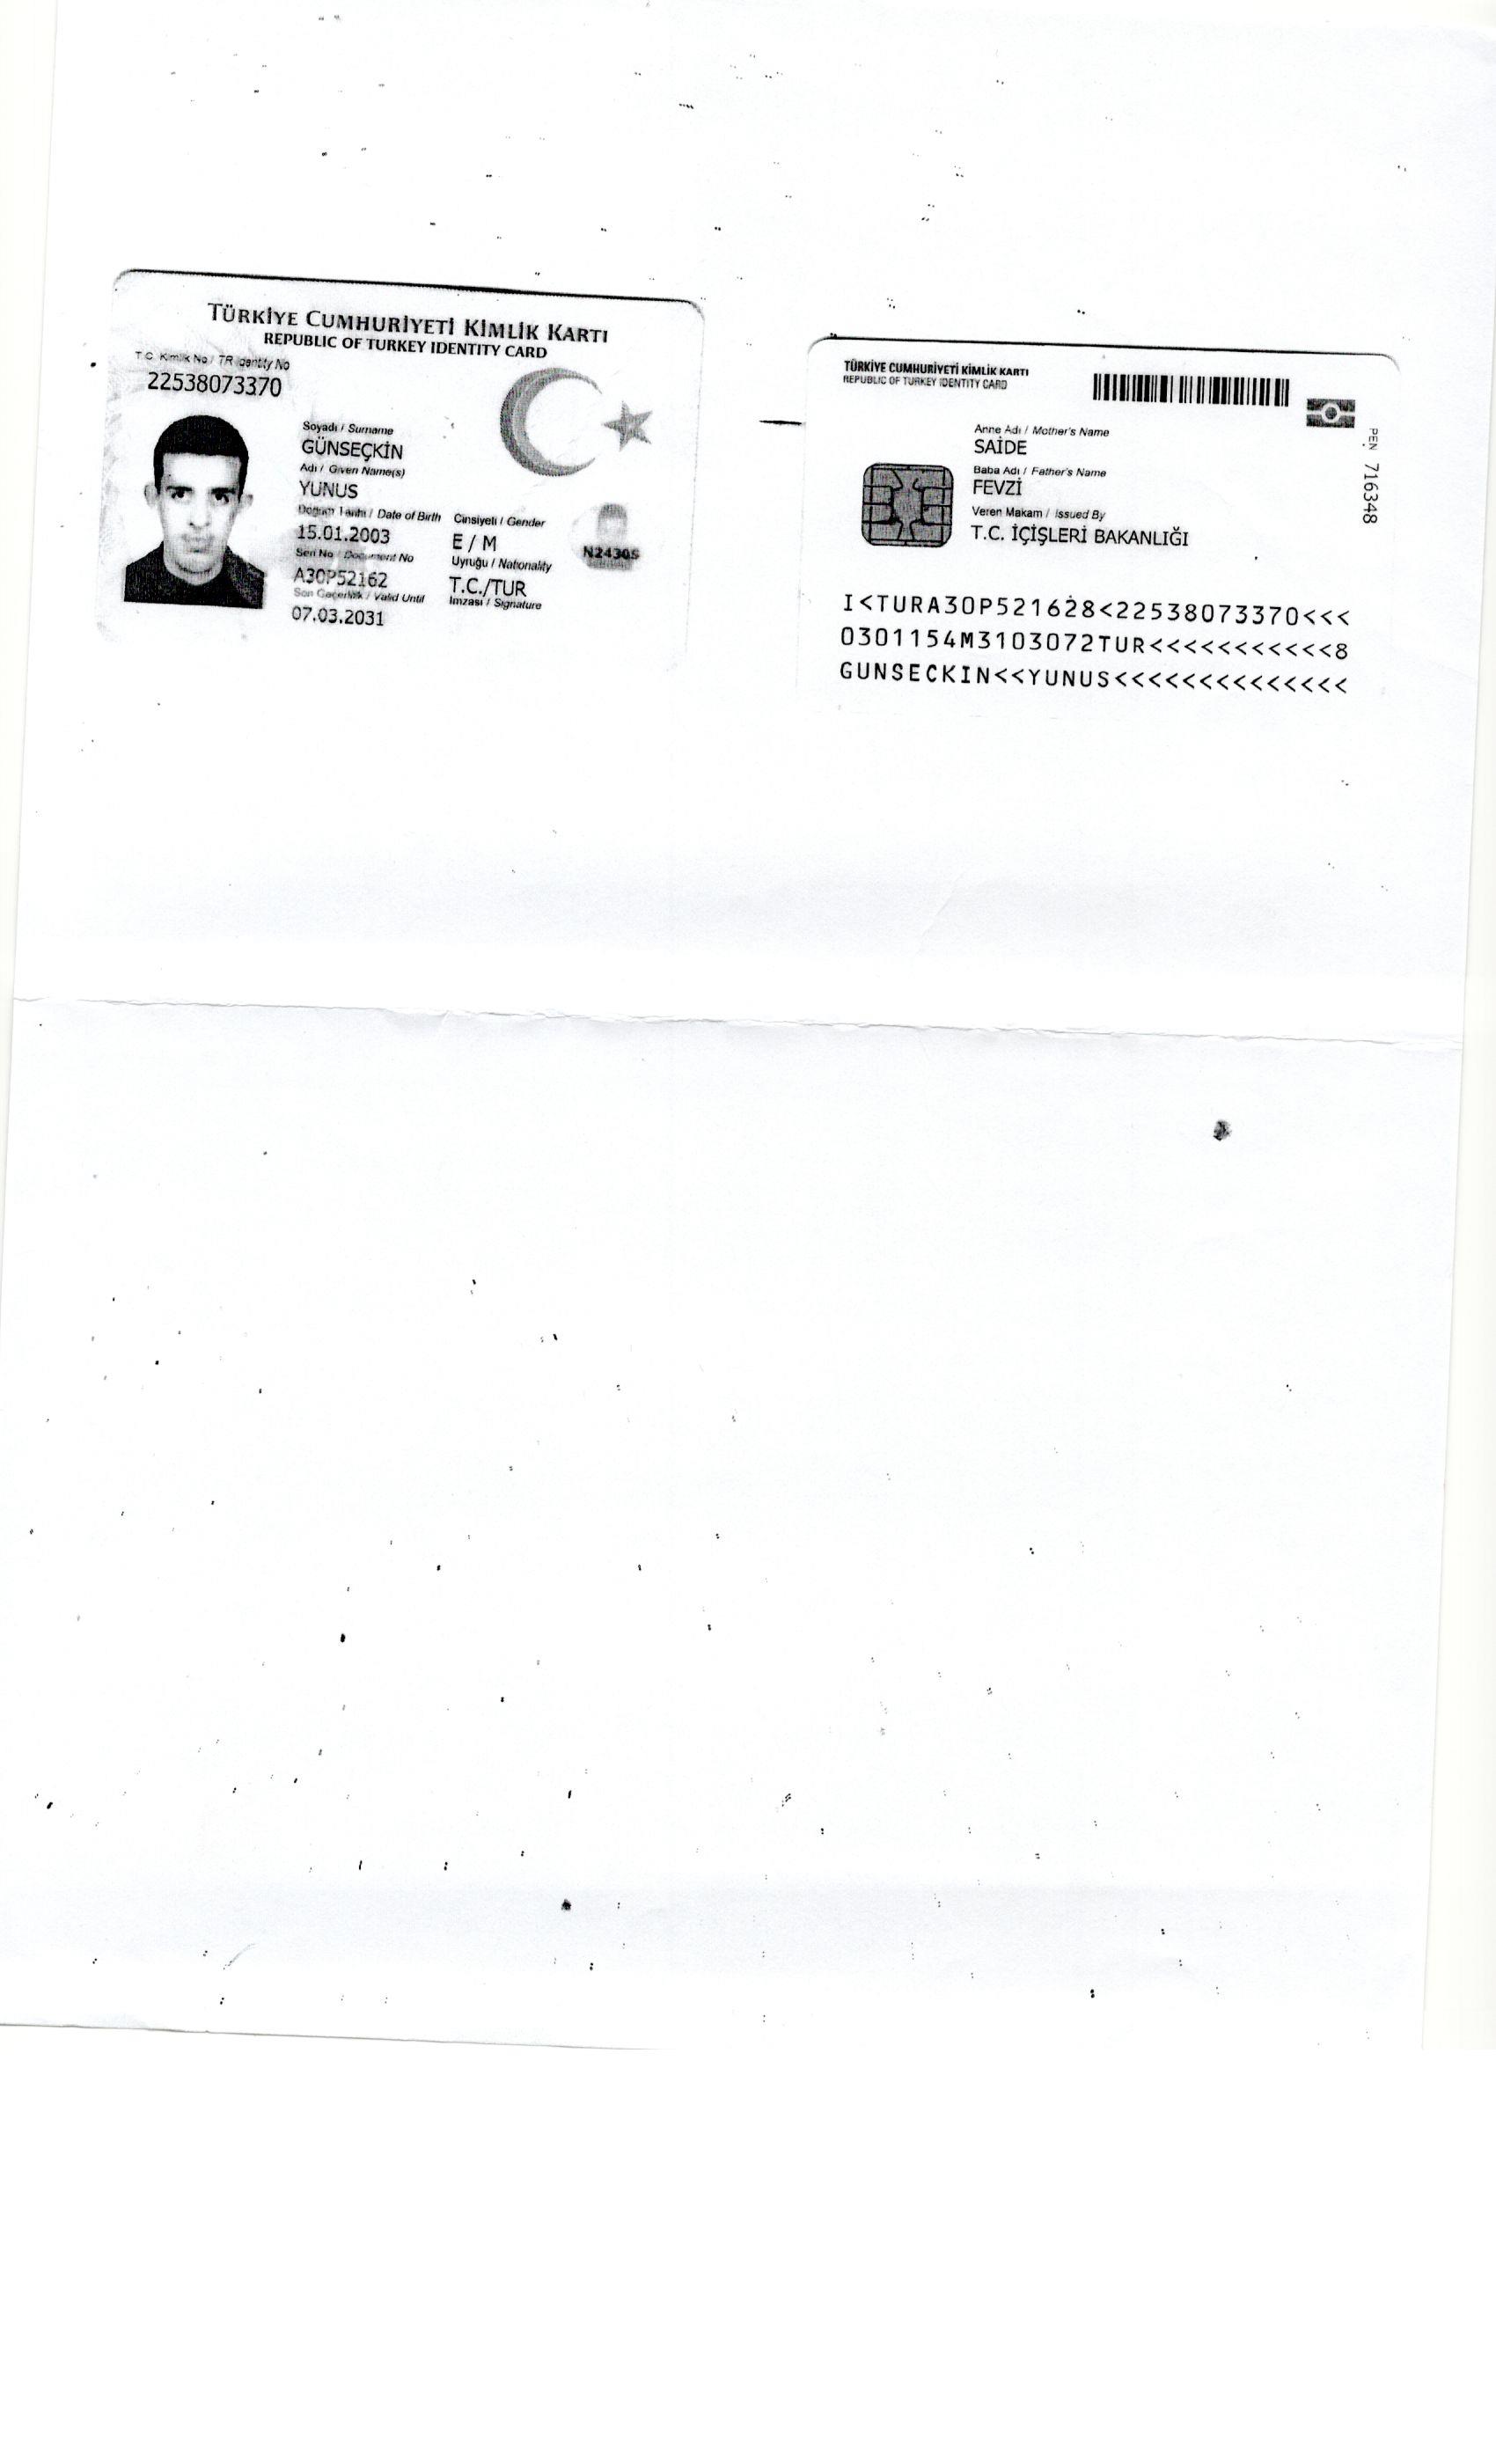 TÜRKİYE CUMHURİYETİ KİMLİK KARTI
REPUBLIC OF TURKEY IDENTITY CARD
T.C. Kimlik No / TR Identity No
22538073370
Soyadı / Surname
GÜNSEÇKİN
Adı / Given Name(s)
YUNUS
Doğum Tarihi / Date of Birth Cinsiyeti / Gender
15.01.2003 E / M
Seri No / Document No Uyruğu / Nationality
A30P52162 T.C./TUR
Son Geçerlilik / Valid Until İmzası / Signature
07.03.2031
TÜRKİYE CUMHURİYETİ KİMLİK KARTI
REPUBLIC OF TURKEY IDENTITY CARD
Anne Adı / Mother's Name
SAİDE
Baba Adı / Father's Name
FEVZİ
Veren Makam / Issued By
T.C. İÇİŞLERİ BAKANLIĞI
716348
I<TURA30P521628<22538073370<<<
0301154M3103072TUR<<<<<<<<<<<8
GUNSECKIN<<YUNUS<<<<<<<<<<<<<<